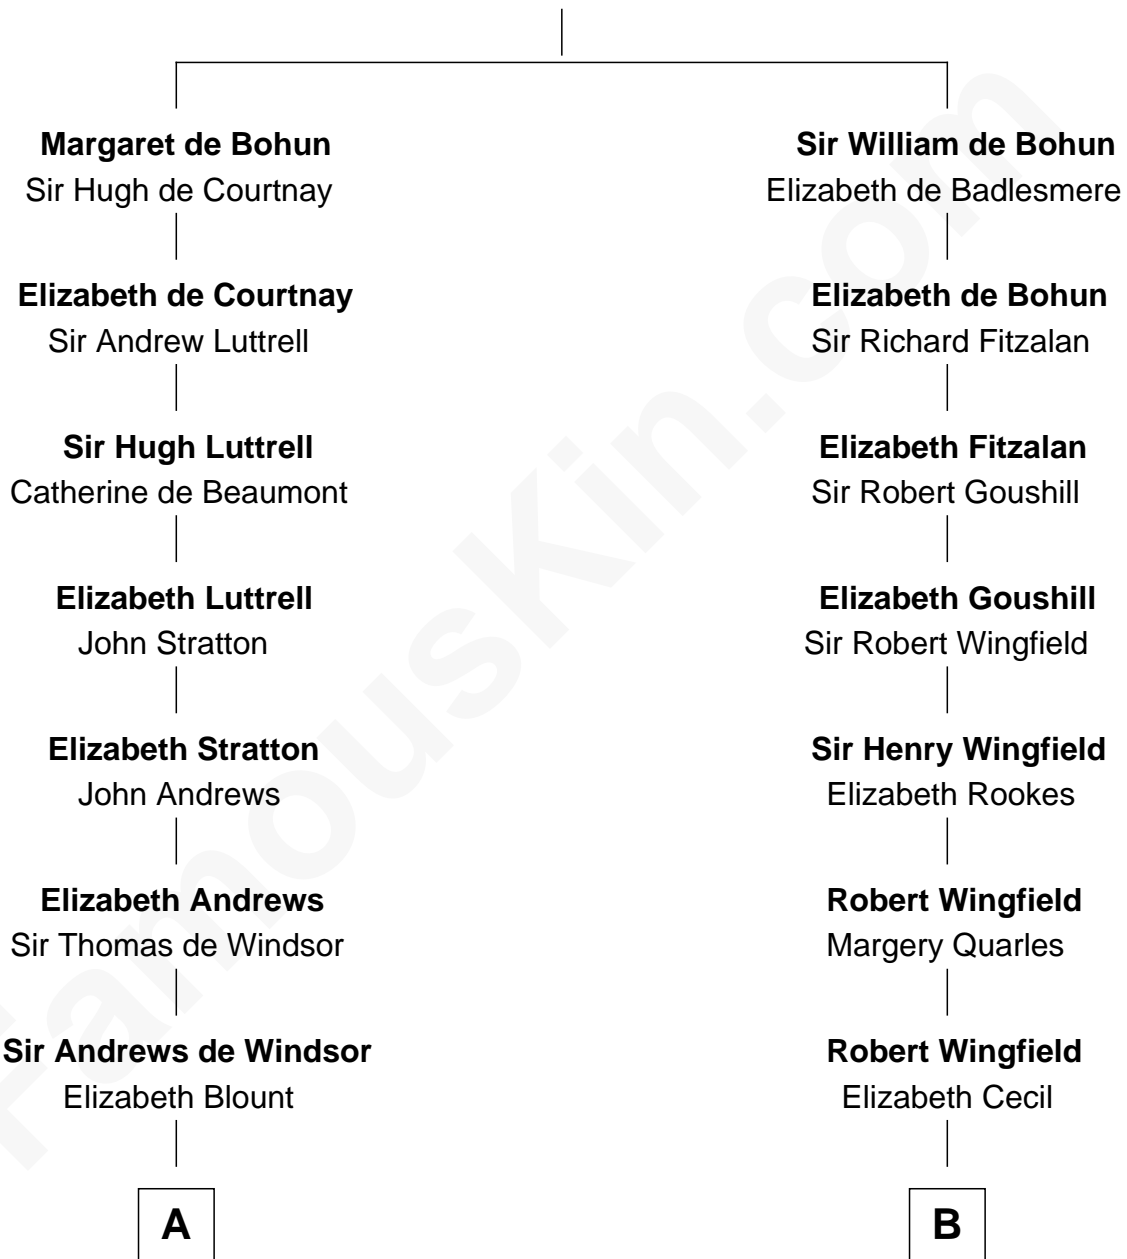 Margaret de Bohun
Sir Hugh de Courtnay
Elizabeth de Courtnay
Sir Andrew Luttrell
Sir Hugh Luttrell
Catherine de Beaumont
Elizabeth Luttrell
John Stratton
Elizabeth Stratton
John Andrews
Elizabeth Andrews
Sir Thomas de Windsor
Sir Andrews de Windsor
Elizabeth Blount
A
Sir William de Bohun
Elizabeth de Badlesmere
Elizabeth de Bohun
Sir Richard Fitzalan
Elizabeth Fitzalan
Sir Robert Goushill
Elizabeth Goushill
Sir Robert Wingfield
Sir Henry Wingfield
Elizabeth Rookes
Robert Wingfield
Margery Quarles
Robert Wingfield
Elizabeth Cecil
B
FamousKin.com